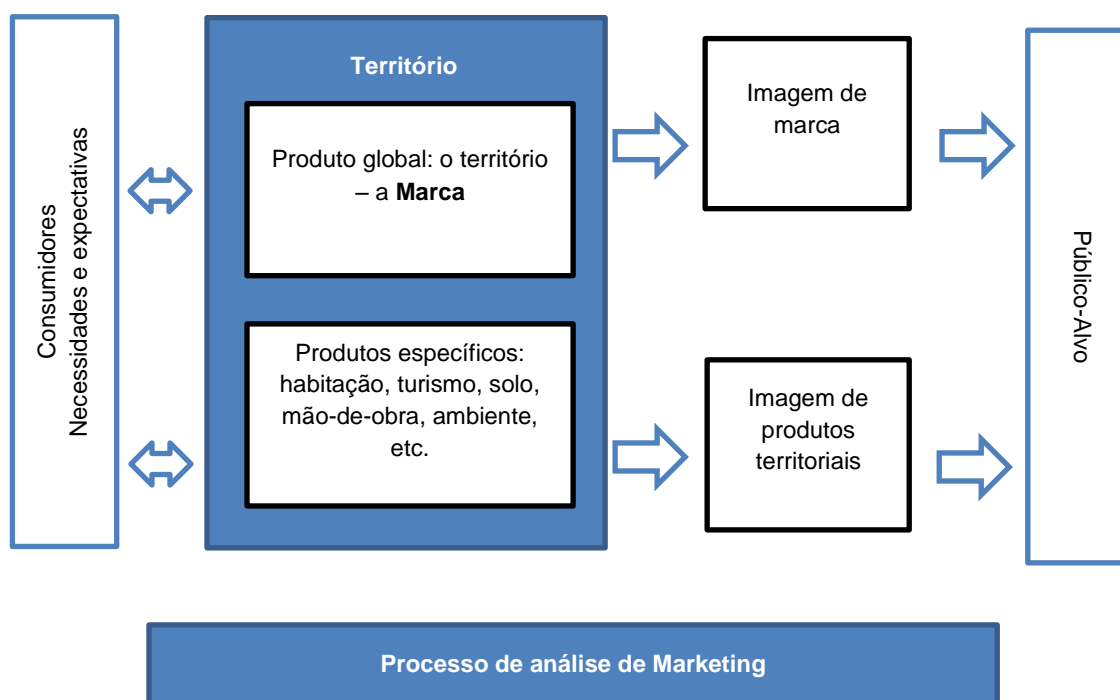 Consumidores
Necessidades e expectativas
Território
Produto global: o território
– a Marca
Produtos específicos:
habitação, turismo, solo,
mão-de-obra, ambiente,
etc.
Imagem de
marca
Imagem de
produtos
territoriais
Público-Alvo
Processo de análise de Marketing